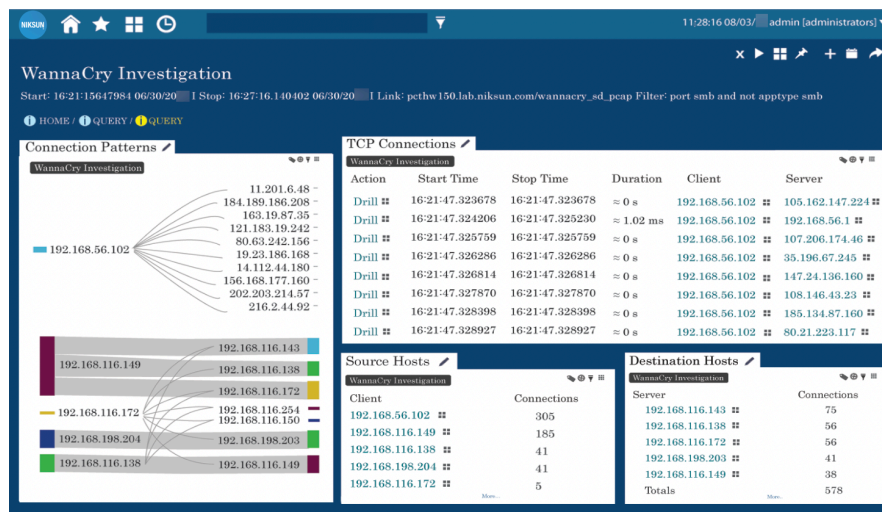 NIKSUN
11:28:16 08/03/ admin [administrators]
WannaCry Investigation
Start: 16:21:15647984 06/30/20 I Stop: 16:27:16.140402 06/30/20 I Link: pcthw150.lab.niksun.com/wannacry_sd_pcap Filter: port smb and not apptype smb
HOME / QUERY / QUERY
Connection Patterns
WannaCry Investigation
11.201.6.48
184.189.186.208
163.19.87.35
121.183.19.242
192.168.56.102
80.63.242.156
19.23.186.168
14.112.44.180
156.168.177.160
202.203.214.57
216.2.44.92
192.168.116.143
192.168.116.149
192.168.116.138
192.168.116.172
192.168.116.172
192.168.116.254
192.168.116.150
192.168.198.204
192.168.198.203
192.168.116.138
192.168.116.149
TCP Connections
WannaCry Investigation
Action Start Time Stop Time Duration Client Server
Drill 16:21:47.323678 16:21:47.323678 ≈ 0 s 192.168.56.102 105.162.147.224
Drill 16:21:47.324206 16:21:47.325230 ≈ 1.02 ms 192.168.56.102 192.168.56.1
Drill 16:21:47.325759 16:21:47.325759 ≈ 0 s 192.168.56.102 107.206.174.46
Drill 16:21:47.326286 16:21:47.326286 ≈ 0 s 192.168.56.102 35.196.67.245
Drill 16:21:47.326814 16:21:47.326814 ≈ 0 s 192.168.56.102 147.24.136.160
Drill 16:21:47.327870 16:21:47.327870 ≈ 0 s 192.168.56.102 108.146.43.23
Drill 16:21:47.328398 16:21:47.328398 ≈ 0 s 192.168.56.102 185.134.87.160
Drill 16:21:47.328927 16:21:47.328927 ≈ 0 s 192.168.56.102 80.21.223.117
Source Hosts
WannaCry Investigation
Client Connections
192.168.56.102 305
192.168.116.149 185
192.168.116.138 41
192.168.198.204 41
192.168.116.172 5
More..
Destination Hosts
WannaCry Investigation
Server Connections
192.168.116.143 75
192.168.116.138 56
192.168.116.172 56
192.168.198.203 41
192.168.116.149 38
Totals 578
More..